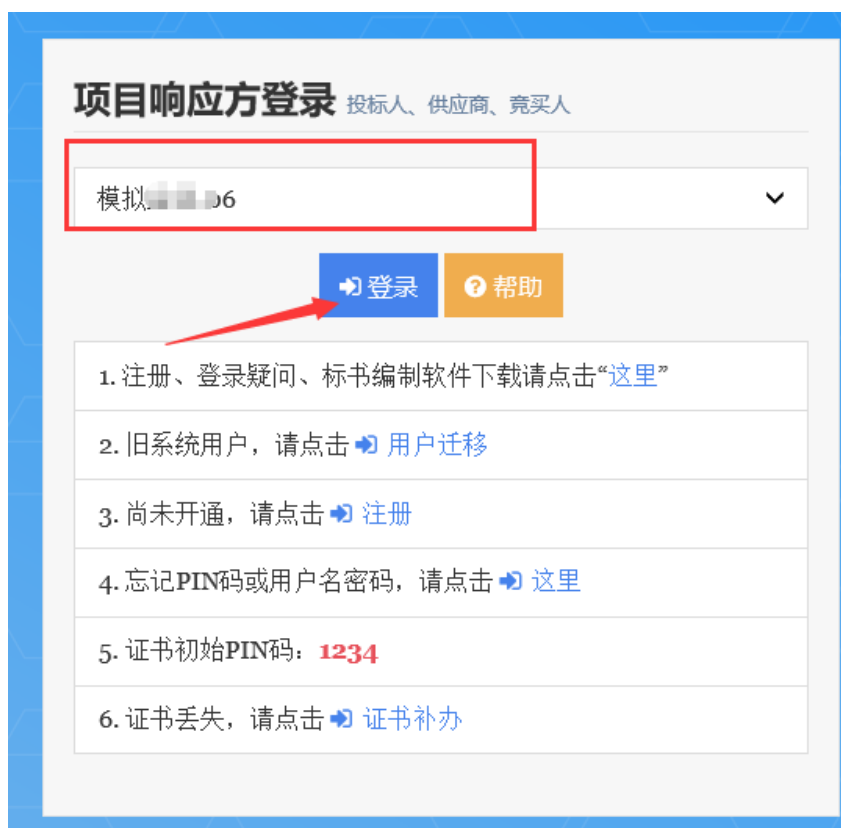 项目响应方登录 投标人、供应商、竞买人
模拟 06
登录 帮助
1. 注册、登录疑问、标书编制软件下载请点击“这里”
2. 旧系统用户，请点击 用户迁移
3. 尚未开通，请点击 注册
4. 忘记PIN码或用户名密码，请点击 这里
5. 证书初始PIN码：1234
6. 证书丢失，请点击 证书补办